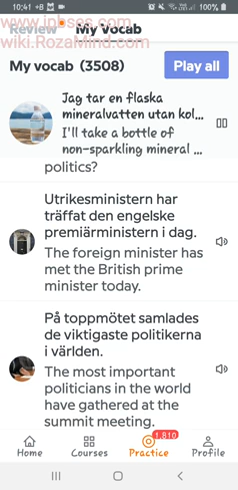 10:41
100%
www.ipbses.com
wiki.RozaMind.com
Review
My Vocab
My vocab (3508)
Play all
Jag tar en flaska
mineralvatten utan kol...
I'll take a bottle of
non-sparkling mineral ...
politics?
Utrikesministern har
träffat den engelske
premiärministern i dag.
The foreign minister has
met the British prime
minister today.
På toppmötet samlades
de viktigaste politikerna
i världen.
The most important
politicians in the world
have gathered at the
summit meeting.
1,810
Home
Courses
Practice
Profile